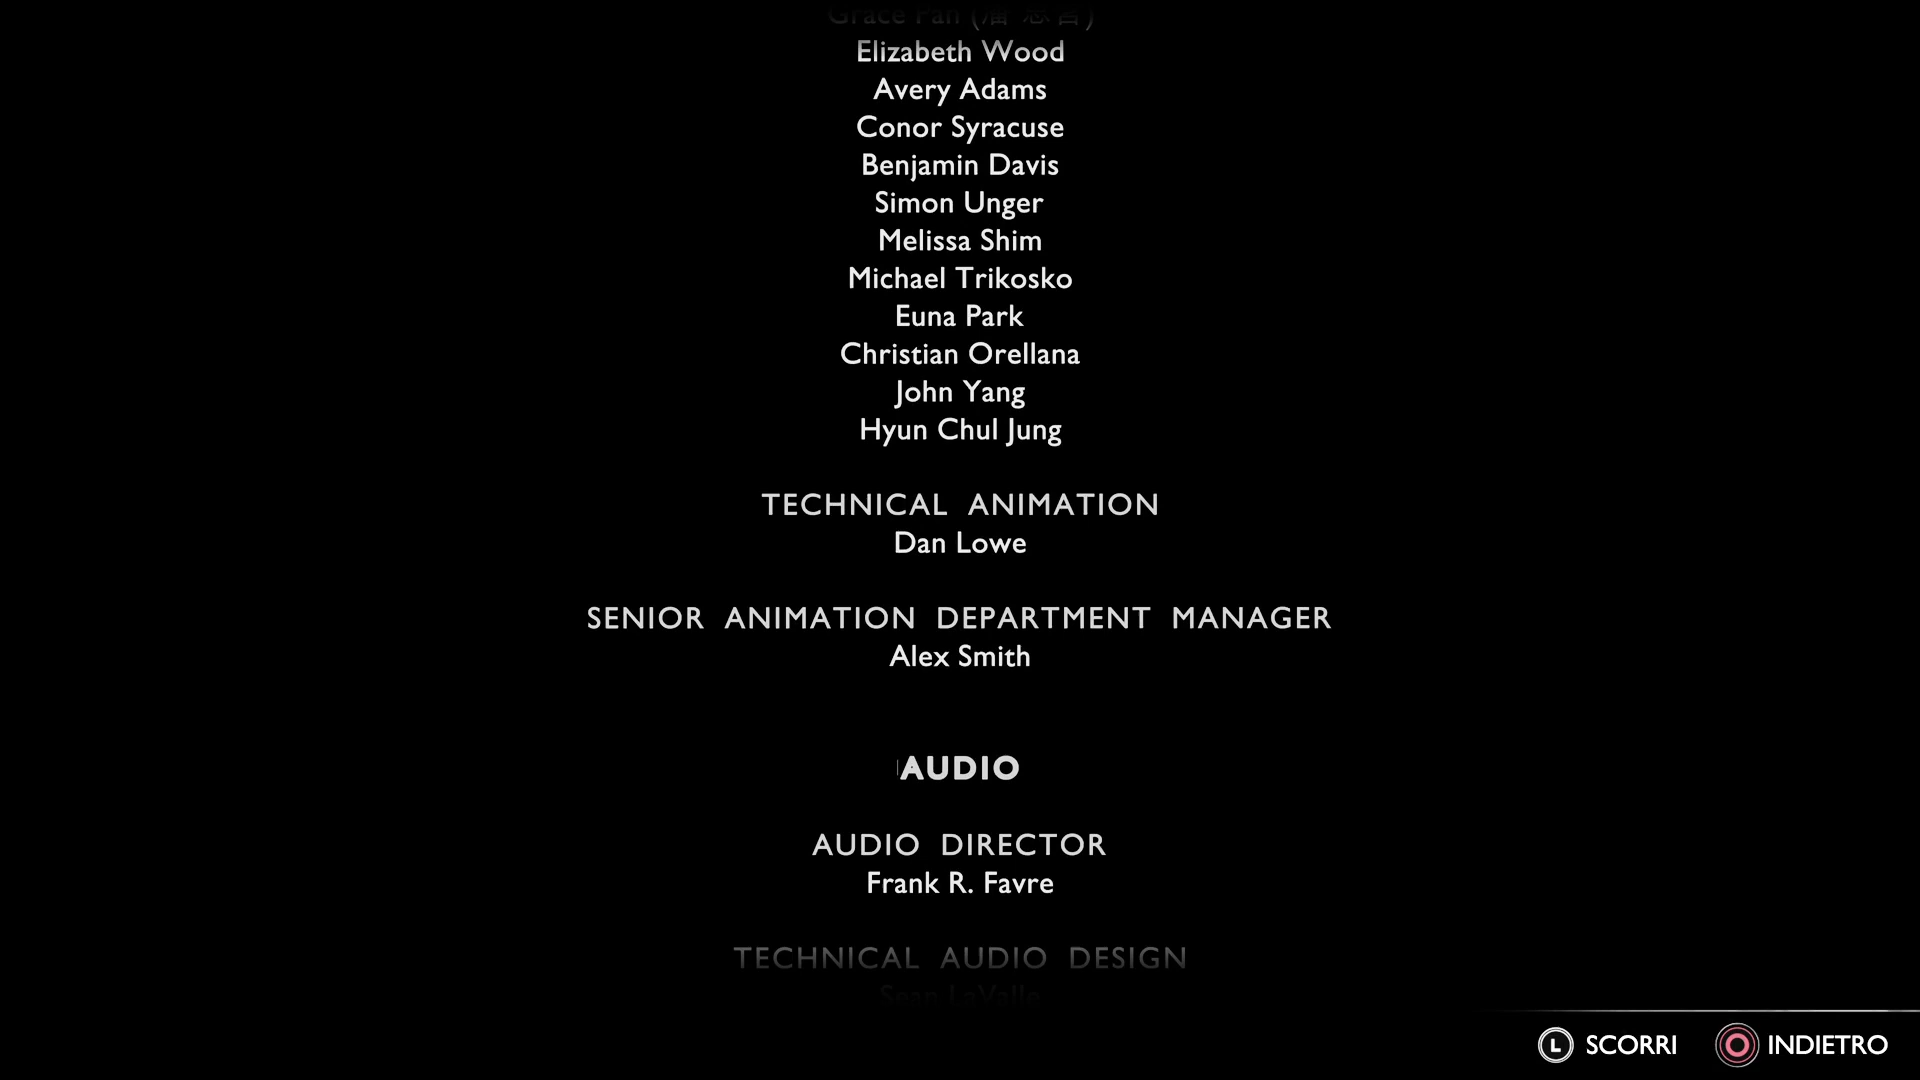 Elizabeth Wood
Avery Adams
Conor Syracuse
Benjamin Davis
Simon Unger
Melissa Shim
Michael Trikosko
Euna Park
Christian Orellana
John Yang
Hyun Chul Jung
TECHNICAL ANIMATION
Dan Lowe
SENIOR ANIMATION DEPARTMENT MANAGER
Alex Smith
AUDIO
AUDIO DIRECTOR
Frank R. Favre
TECHNICAL AUDIO DESIGN
Sean LaValle
L SCORRI INDIETRO